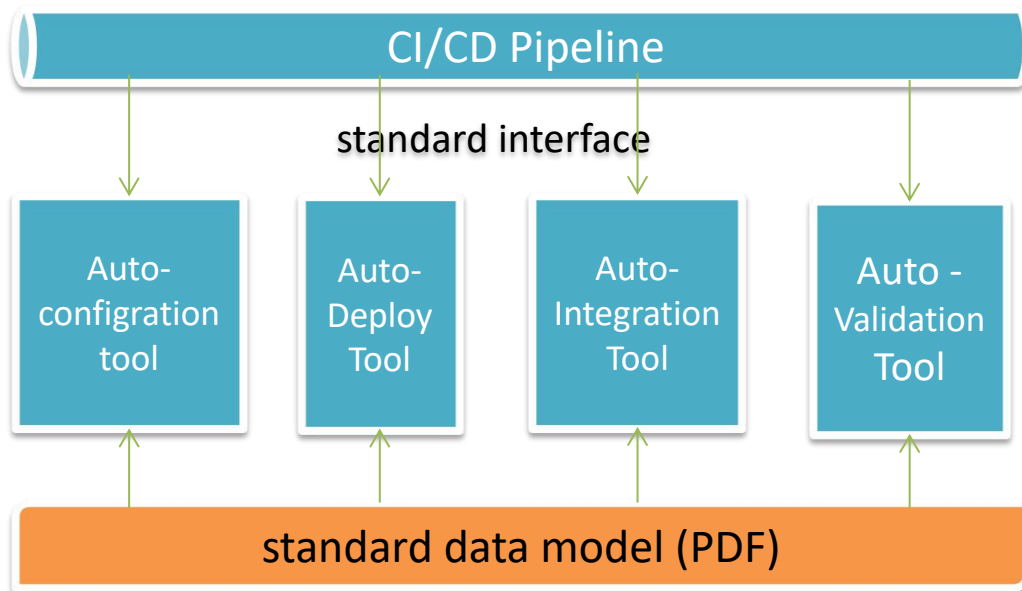 CI/CD Pipeline
standard interface
Auto-
configration
tool
Auto-
Deploy
Tool
Auto-
Integration
Tool
Auto -
Validation
Tool
standard data model (PDF)